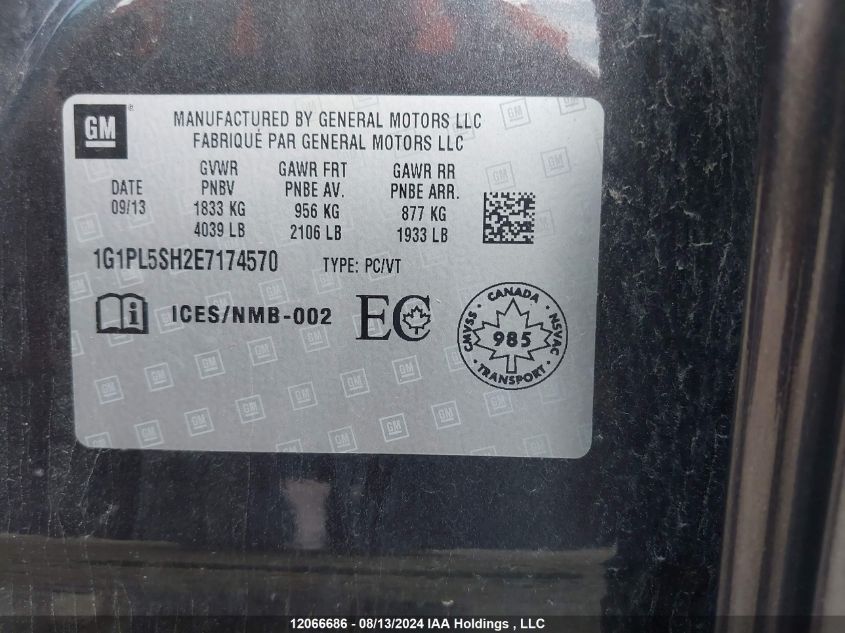 GM ®
MANUFACTURED BY GENERAL MOTORS LLC
FABRIQUÉ PAR GENERAL MOTORS LLC
DATE
09/13
GVWR
PNBV
1833 KG
4039 LB
GAWR FRT
PNBE AV.
956 KG
2106 LB
GAWR RR
PNBE ARR.
877 KG
1933 LB
1G1PL5SH2E7174570 TYPE: PC/VT
i ICES/NMB-002 EC
CANADA
CMVSS · 985 · NSVAC
TRANSPORT
12066686 - 08/13/2024 IAA Holdings , LLC